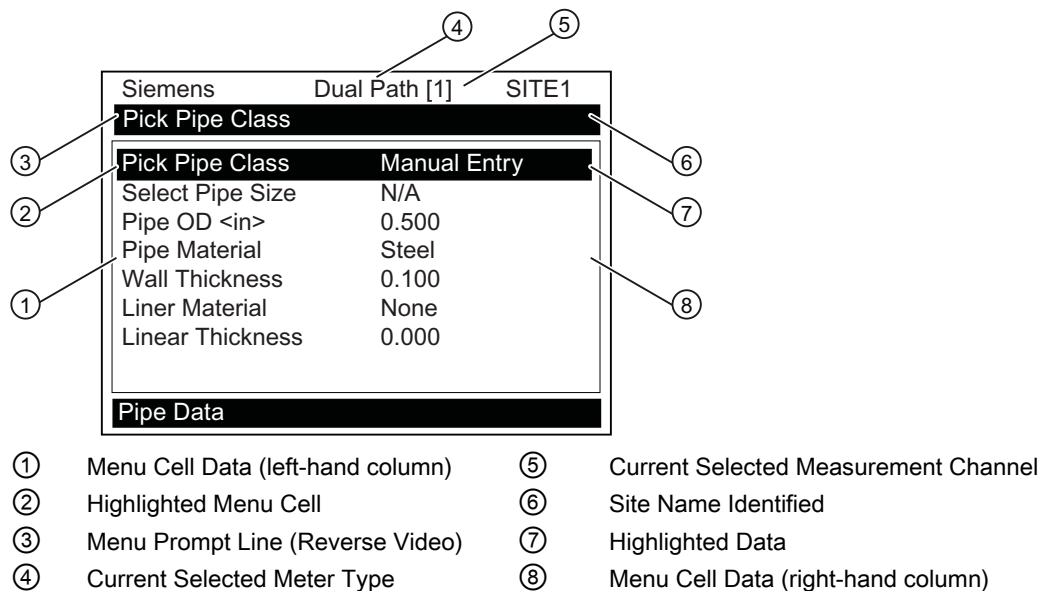 ④ ⑤
Siemens Dual Path [1] SITE1
Pick Pipe Class
③ ⑥
Pick Pipe Class Manual Entry
② ⑦
Select Pipe Size N/A
Pipe OD <in> 0.500
Pipe Material Steel
Wall Thickness 0.100
① ⑧
Liner Material None
Linear Thickness 0.000
Pipe Data
① Menu Cell Data (left-hand column) ⑤ Current Selected Measurement Channel
② Highlighted Menu Cell ⑥ Site Name Identified
③ Menu Prompt Line (Reverse Video) ⑦ Highlighted Data
④ Current Selected Meter Type ⑧ Menu Cell Data (right-hand column)